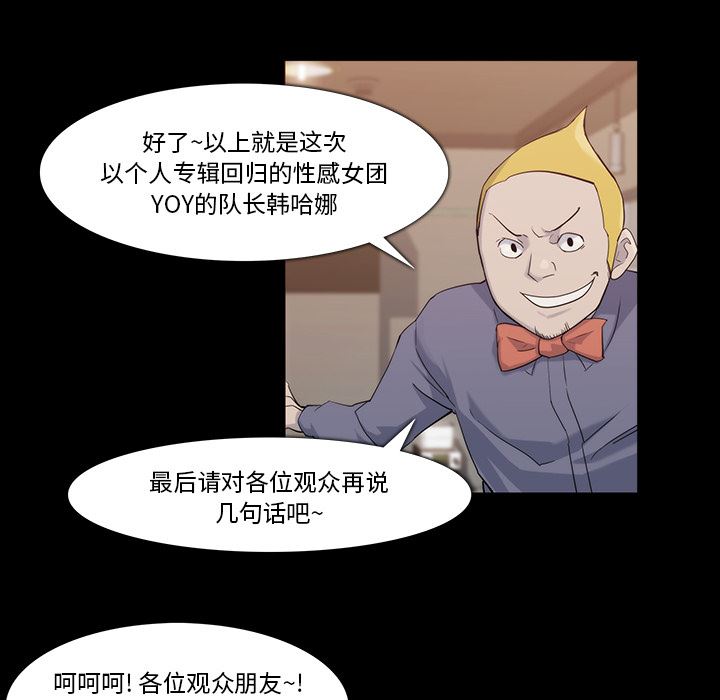 好了~以上就是这次
以个人专辑回归的性感女团
YOY的队长韩哈娜
最后请对各位观众再说
几句话吧~
呵呵呵! 各位观众朋友~!